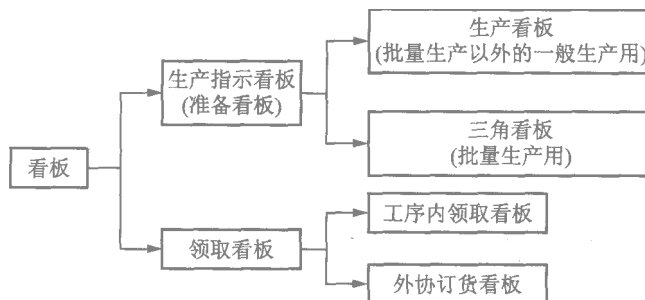 生产看板
(批量生产以外的一般生产用)
生产指示看板
(准备看板)
三角看板
(批量生产用)
看板
工序内领取看板
领取看板
外协订货看板